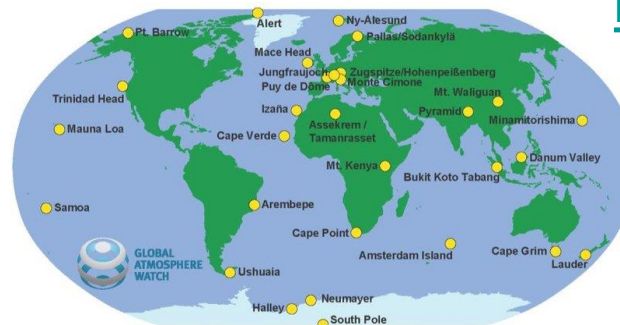 Alert
Ny-Alesund
Pt. Barrow
Pallas/Sodankylä
Mace Head
Jungfraujoch
Zugspitze/Hohenpeißenberg
Puy de Dôme
Monte Cimone
Mt. Waliguan
Trinidad Head
Izaña
Pyramid
Minamitorishima
Mauna Loa
Cape Verde
Assekrem /
Tamanrasset
Mt. Kenya
Danum Valley
Bukit Koto Tabang
Samoa
Arembepe
Cape Point
Amsterdam Island
Cape Grim
Lauder
GLOBAL
ATMOSPHERE
WATCH
Ushuaia
Neumayer
Halley
South Pole